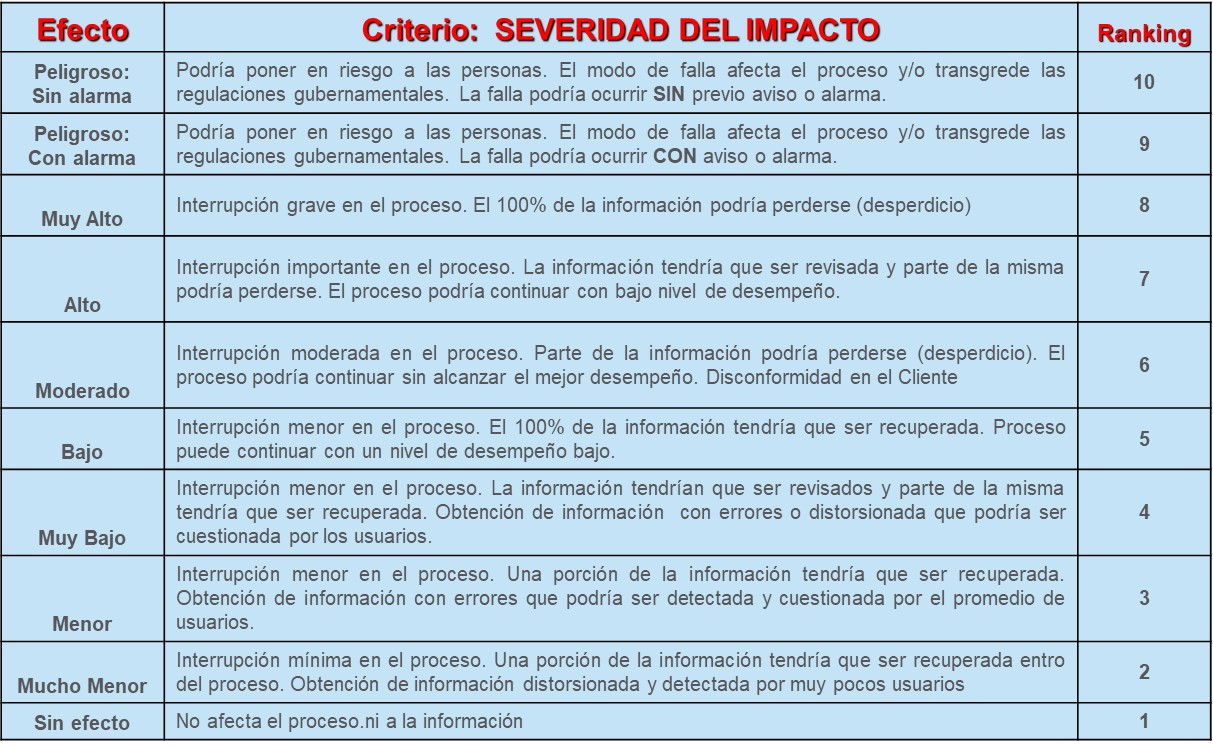 Efecto
Criterio:  SEVERIDAD DEL IMPACTO
Ranking
Peligroso:
Sin alarma
Podría poner en riesgo a las personas. El modo de falla afecta el proceso y/o transgrede las
regulaciones gubernamentales. La falla podría ocurrir SIN previo aviso o alarma.
10
Peligroso:
Con alarma
Podría poner en riesgo a las personas. El modo de falla afecta el proceso y/o transgrede las
regulaciones gubernamentales. La falla podría ocurrir CON aviso o alarma.
9
Muy Alto
Interrupción grave en el proceso. El 100% de la información podría perderse (desperdicio)
8
Alto
Interrupción importante en el proceso. La información tendría que ser revisada y parte de la misma
podría perderse. El proceso podría continuar con bajo nivel de desempeño.
7
Moderado
Interrupción moderada en el proceso. Parte de la información podría perderse (desperdicio). El
proceso podría continuar sin alcanzar el mejor desempeño. Disconformidad en el Cliente
6
Bajo
Interrupción menor en el proceso. El 100% de la información tendría que ser recuperada. Proceso
puede continuar con un nivel de desempeño bajo.
5
Muy Bajo
Interrupción menor en el proceso. La información tendrían que ser revisados y parte de la misma
tendría que ser recuperada. Obtención de información  con errores o distorsionada que podría ser
cuestionada por los usuarios.
4
Menor
Interrupción menor en el proceso. Una porción de la información tendría que ser recuperada.
Obtención de información con errores que podría ser detectada y cuestionada por el promedio de
usuarios.
3
Mucho Menor
Interrupción mínima en el proceso. Una porción de la información tendría que ser recuperada entro
del proceso. Obtención de información distorsionada y detectada por muy pocos usuarios
2
Sin efecto
No afecta el proceso.ni a la información
1